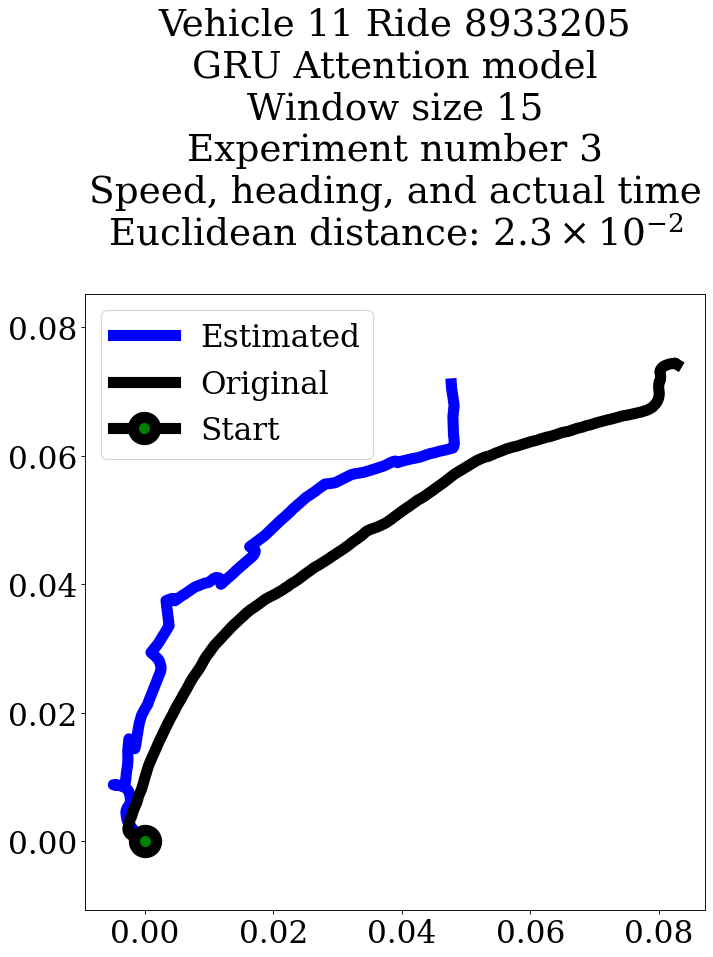 Vehicle 11 Ride 8933205
GRU Attention model
Window size 15
Experiment number 3
Speed, heading, and actual time
Euclidean distance: 2.3 × 10⁻²
Estimated
Original
Start
0.08
0.06
0.04
0.02
0.00
0.00 0.02 0.04 0.06 0.08